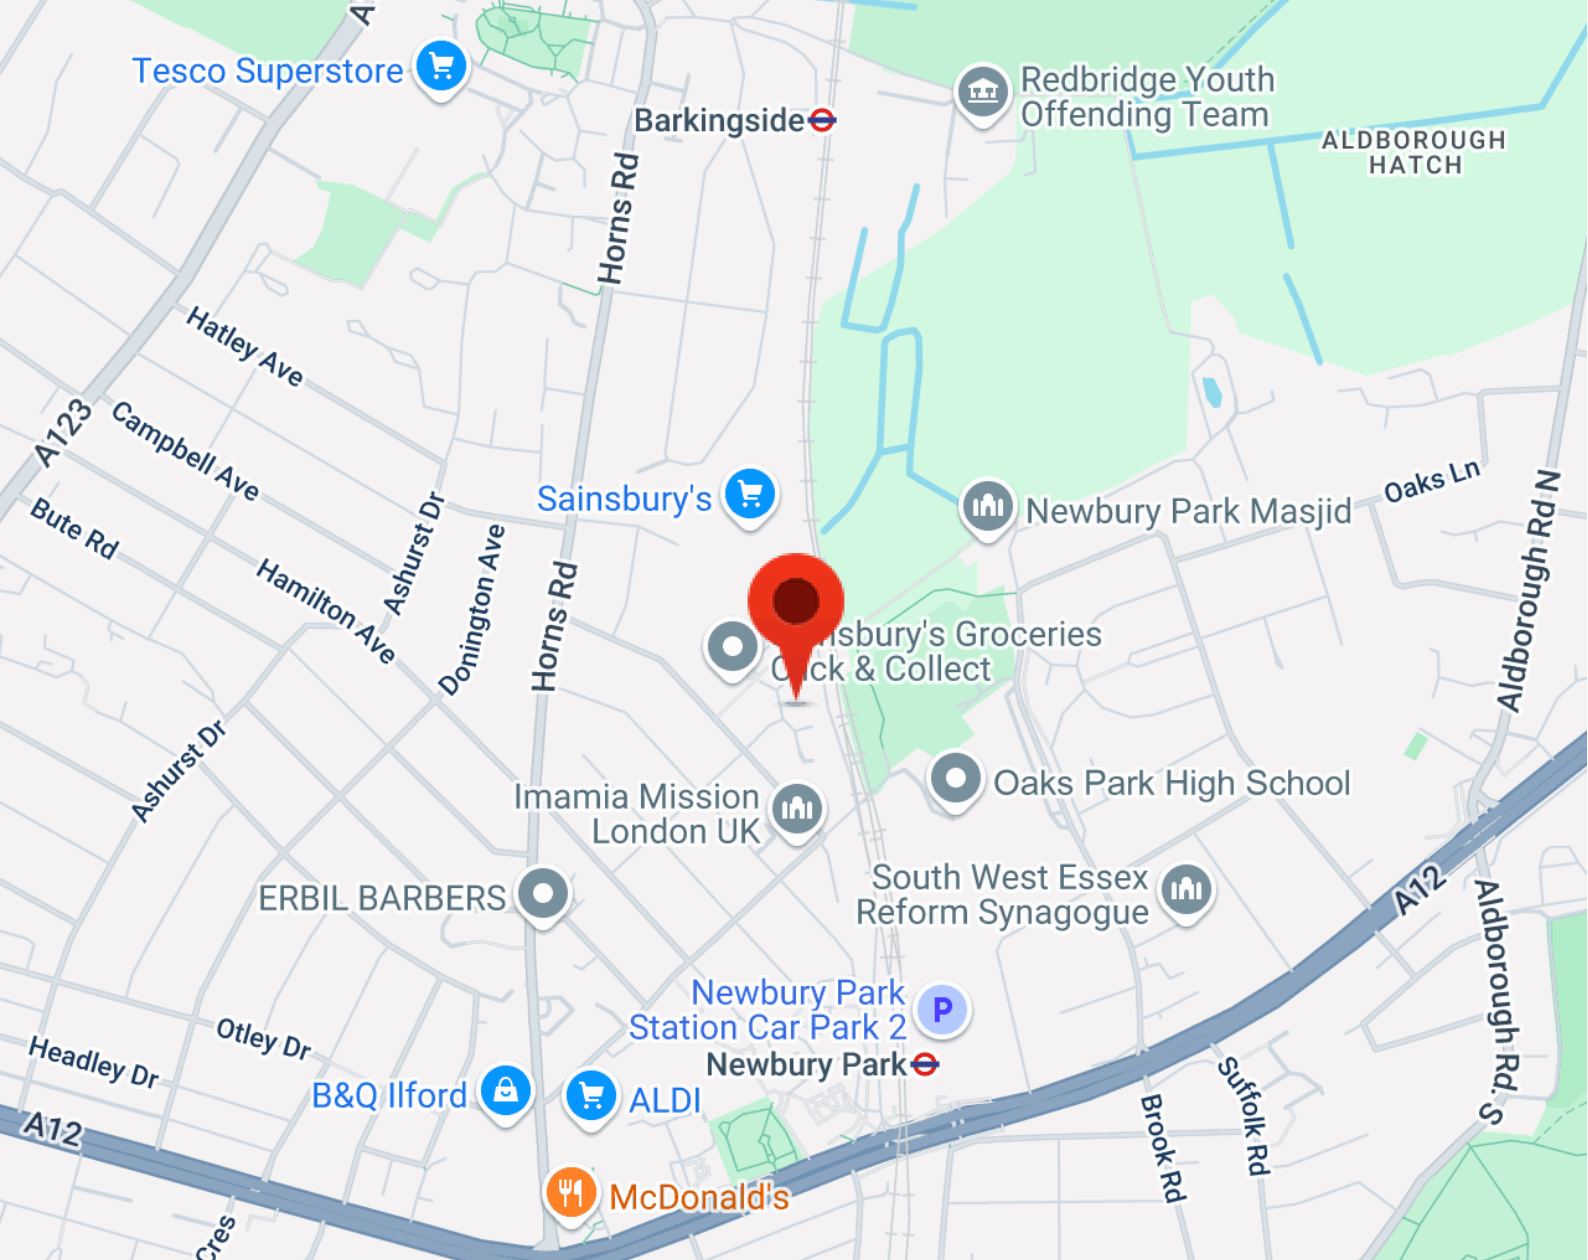 A
Tesco Superstore
Barkingside
Redbridge Youth
Offending Team
ALDBOROUGH
HATCH
Horns Rd
Hatley Ave
A123
Campbell Ave
Bute Rd
Ashurst Dr
Sainsbury's
Newbury Park Masjid
Oaks Ln
Aldborough Rd N
Donington Ave
Hamilton Ave
Horns Rd
Groceries
& Collect
Ashurst Dr
Imamia Mission
London UK
Oaks Park High School
ERBIL BARBERS
South West Essex
Reform Synagogue
A12
Aldborough Rd. S
Newbury Park
Station Car Park 2
P
Newbury Park
Otley Dr
Headley Dr
B&Q Ilford
ALDI
A12
Suffolk Rd
Brook Rd
McDonald's
Cres